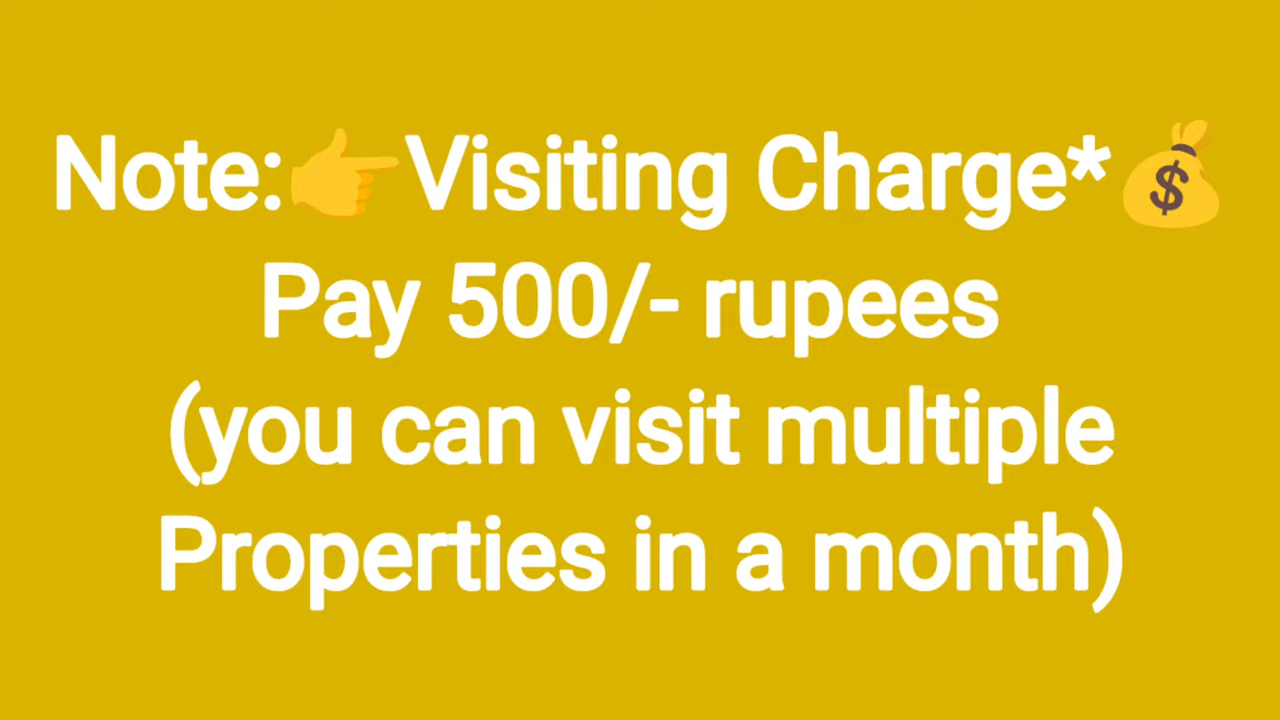 Note:👉Visiting Charge*💰
Pay 500/- rupees
(you can visit multiple
Properties in a month)